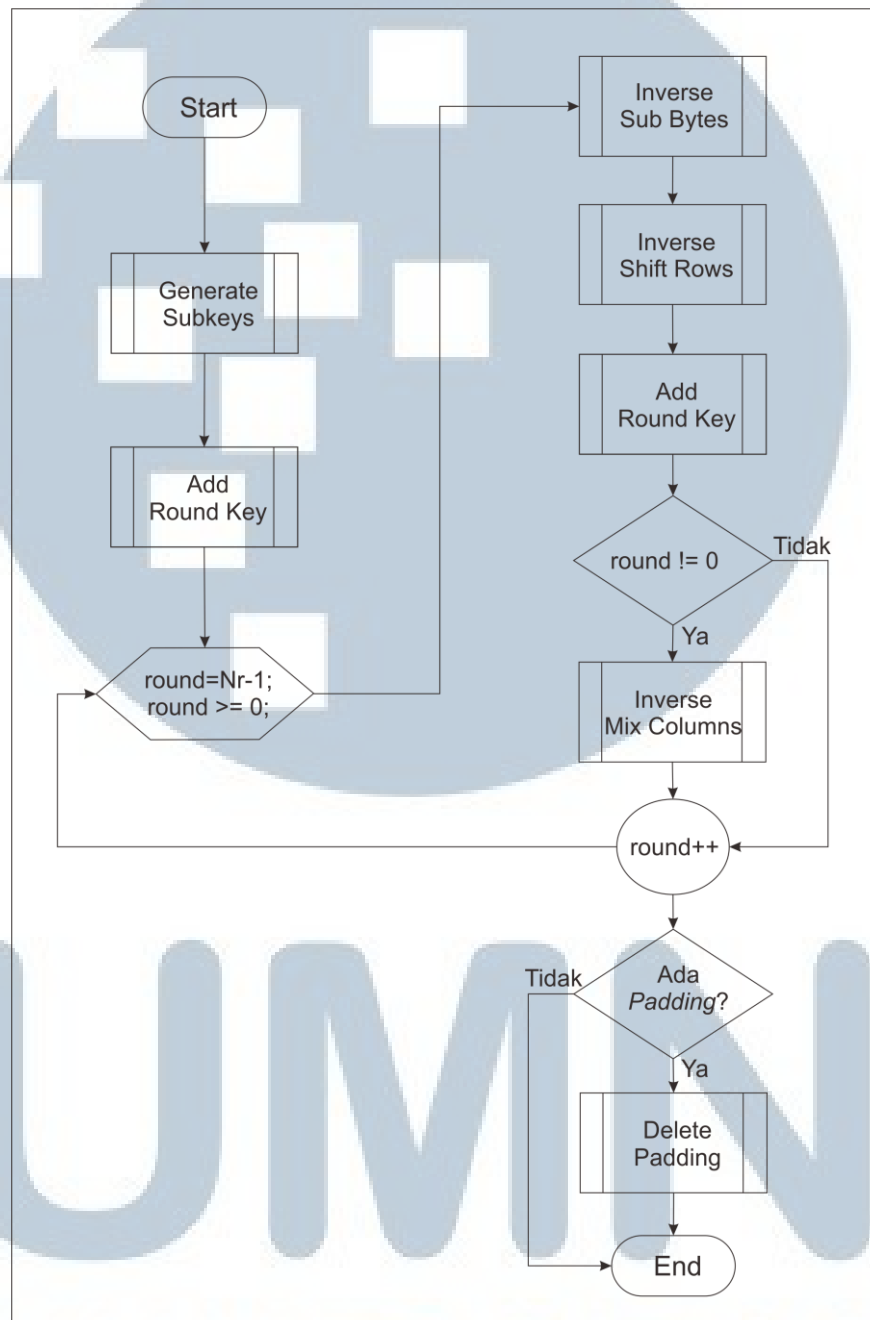 Start
Generate
Subkeys
Add
Round Key
round=Nr-1;
round >= 0;
Inverse
Sub Bytes
Inverse
Shift Rows
Add
Round Key
round != 0
Tidak
Ya
Inverse
Mix Columns
round++
Ada
Padding?
Tidak
Ya
Delete
Padding
End
UMN